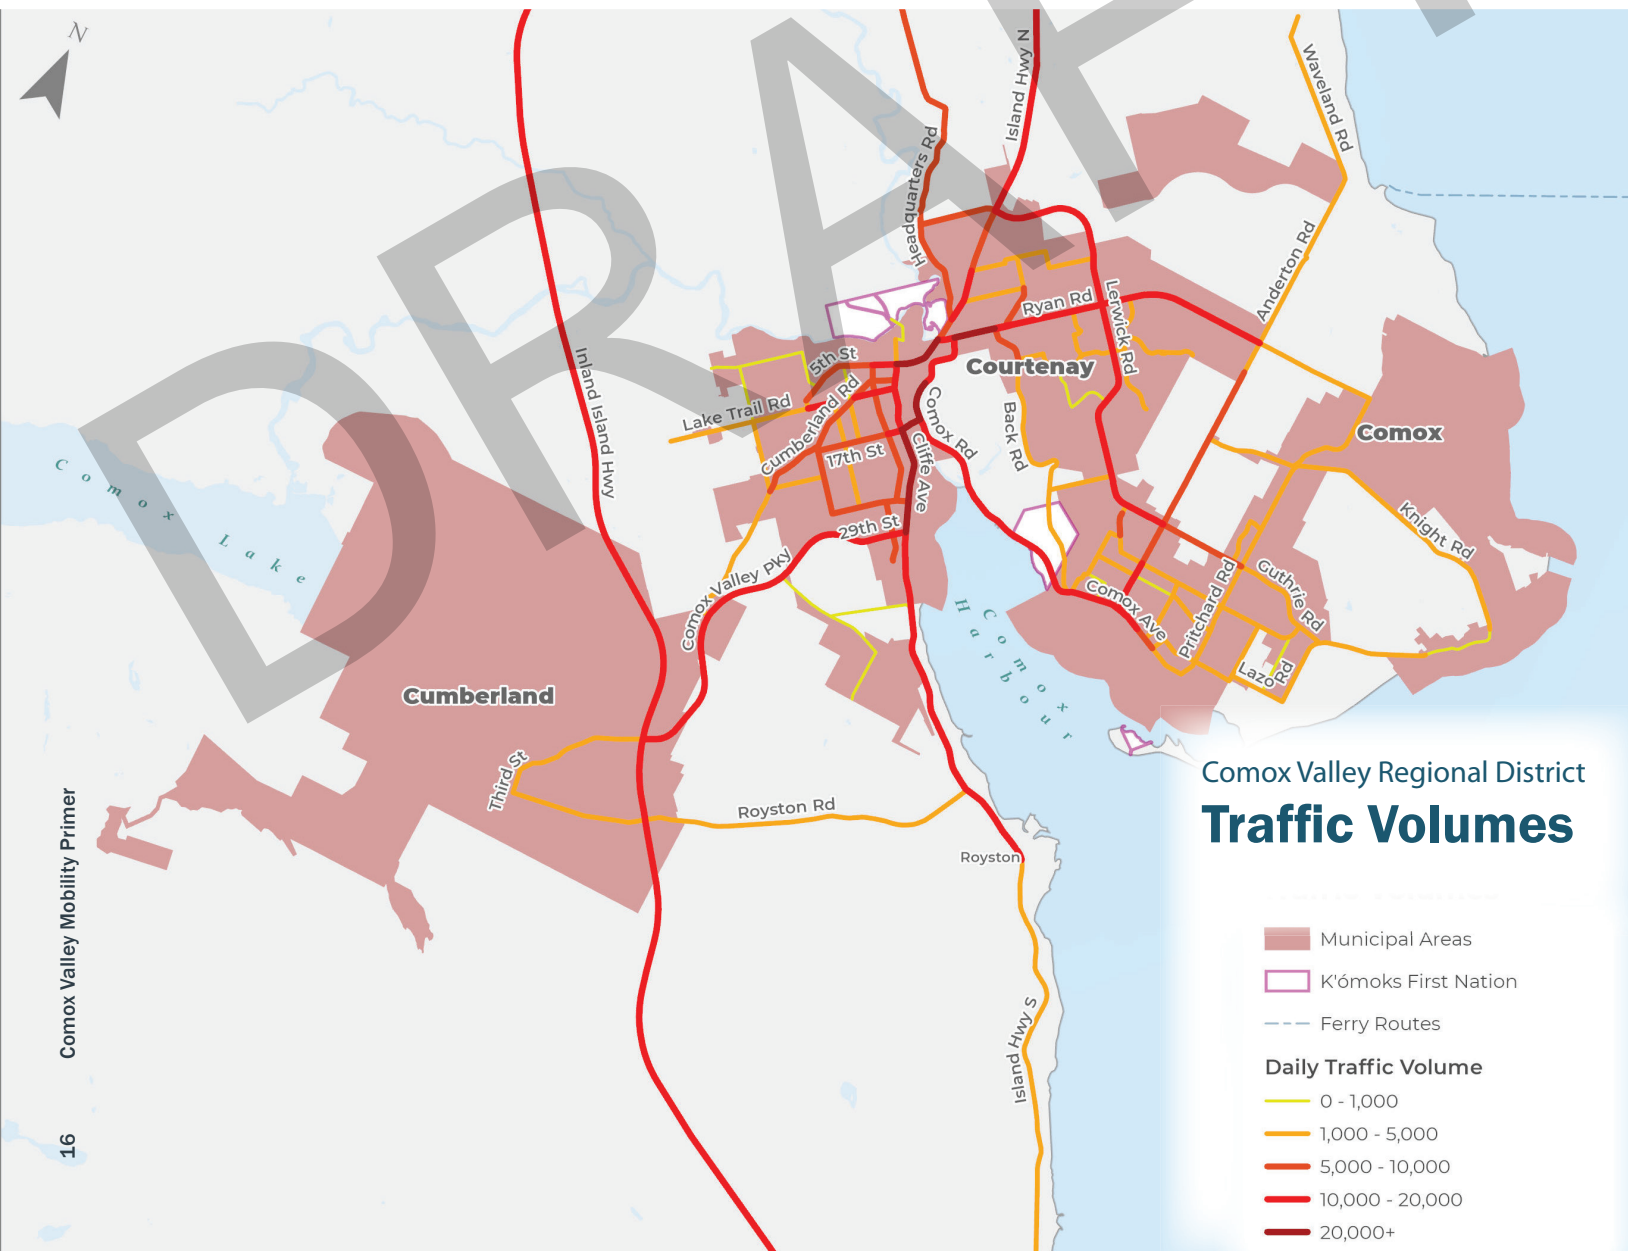 N
DRAFT
Island Hwy N
Waveland Rd
Headquarters Rd
Anderton Rd
Ryan Rd
Lerwick Rd
5th St
Courtenay
Inland Island Hwy
Lake Trail Rd
Cumberland Rd
Comox Rd
Back Rd
Comox
17th St
Cliffe Ave
Comox Lake
29th St
Knight Rd
Comox Valley Pky
Guthrie Rd
Pritchard Rd
Comox Ave
Comox
Harbour
Lazo Rd
Cumberland
Third St
Royston Rd
Royston
Island Hwy S
Comox Valley Regional District
Traffic Volumes
Municipal Areas
K'ómoks First Nation
Ferry Routes
Daily Traffic Volume
0 - 1,000
1,000 - 5,000
5,000 - 10,000
10,000 - 20,000
20,000+
Comox Valley Mobility Primer
16